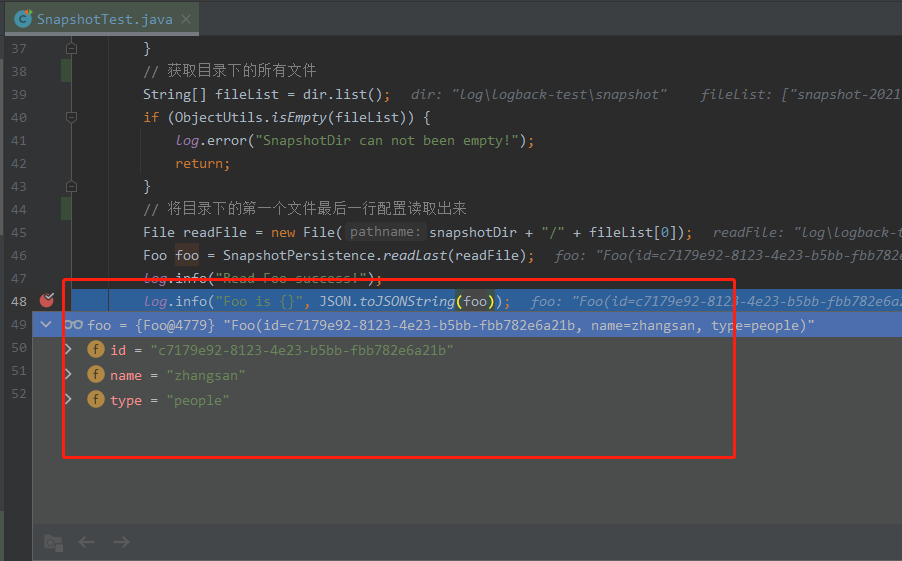 SnapshotTest.java
37 }
38 // 获取目录下的所有文件
39 String[] fileList = dir.list(); dir: "log\logback-test\snapshot" fileList: ["snapshot-2021
40 if (ObjectUtils.isEmpty(fileList)) {
41 log.error("SnapshotDir can not been empty!");
42 return;
43 }
44 // 将目录下的第一个文件最后一行配置读取出来
45 File readFile = new File( pathname: snapshotDir + "/" + fileList[0]); readFile: "log\logback-t
46 Foo foo = SnapshotPersistence.readLast(readFile); foo: "Foo(id=c7179e92-8123-4e23-b5bb-fbb782e
47 log.info("Read Foo success!");
48 log.info("Foo is {}", JSON.toJSONString(foo)); foo: "Foo(id=c7179e92-8123-4e23-b5bb-fbb782e6a2
49 foo = {Foo@4779} "Foo(id=c7179e92-8123-4e23-b5bb-fbb782e6a21b, name=zhangsan, type=people)"
50 f id = "c7179e92-8123-4e23-b5bb-fbb782e6a21b"
51 f name = "zhangsan"
52 f type = "people"